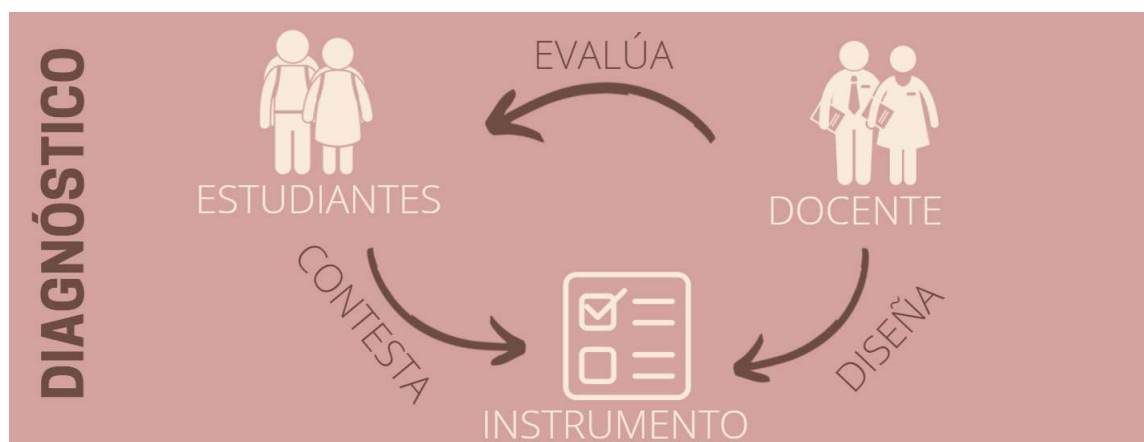 DIAGNÓSTICO
EVALÚA
ESTUDIANTES
DOCENTE
CONTESTA
DISEÑA
INSTRUMENTO